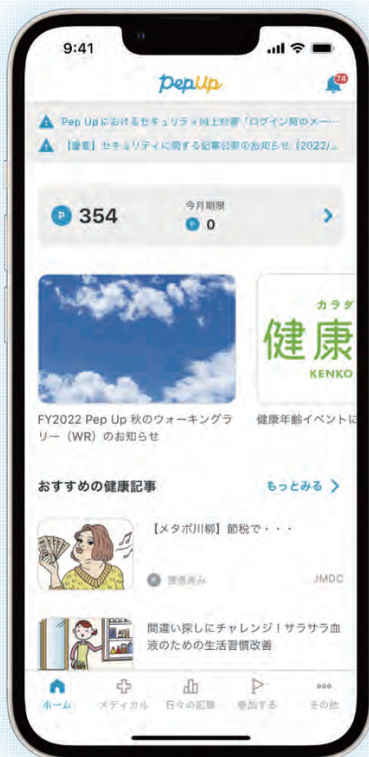 9:41
PepUp
74
Pep Upにおけるセキュリティ向上対策「ログイン時のメー…
【重要】セキュリティに関する記事公開のお知らせ（2022/…
P 354
今月期限
P 0
カラダ
健康
KENKO
FY2022 Pep Up 秋のウォーキングラ
リー（WR）のお知らせ
健康年齢イベントに
おすすめの健康記事
もっとみる
【メタボ川柳】節税で・・・
P 獲得済み
JMDC
間違い探しにチャレンジ！サラサラ血
液のための生活習慣改善
ホーム
メディカル
日々の記録
参加する
その他